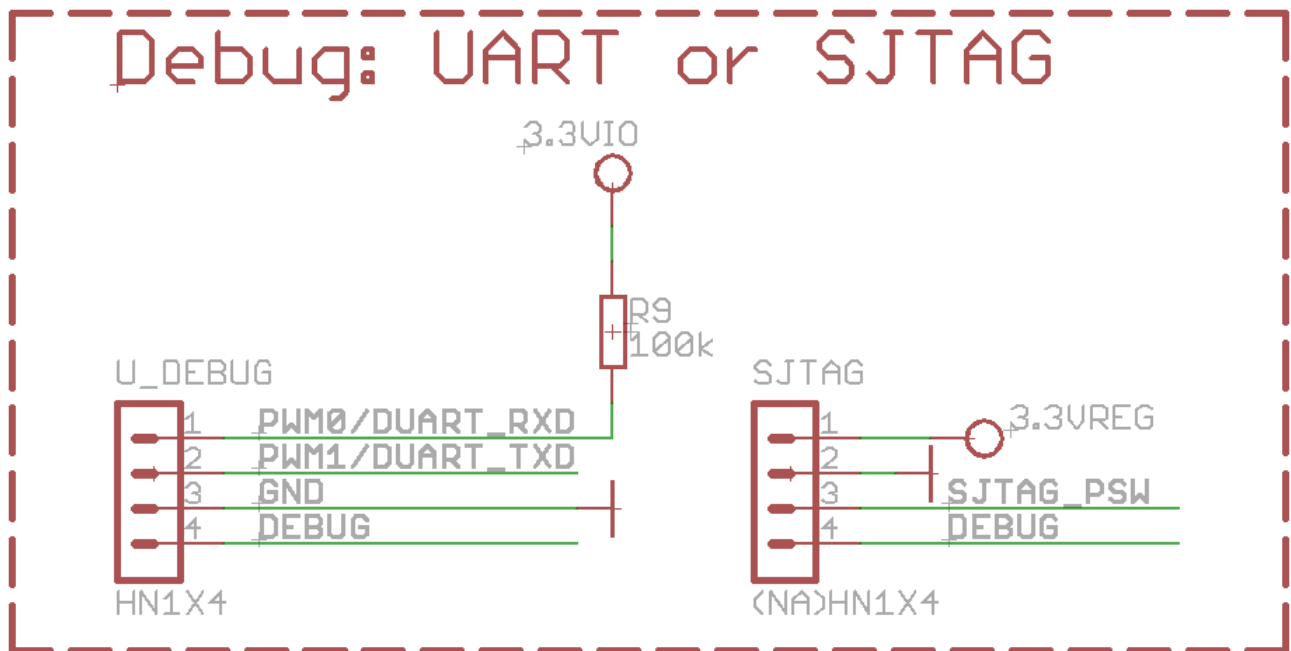 Debug: UART or SJTAG
3.3VIO
R9
100k
U_DEBUG
1 PWM0/DUART_RXD
2 PWM1/DUART_TXD
3 GND
4 DEBUG
HN1X4
SJTAG
1 3.3VREG
2
3 SJTAG_PSW
4 DEBUG
(NA)HN1X4